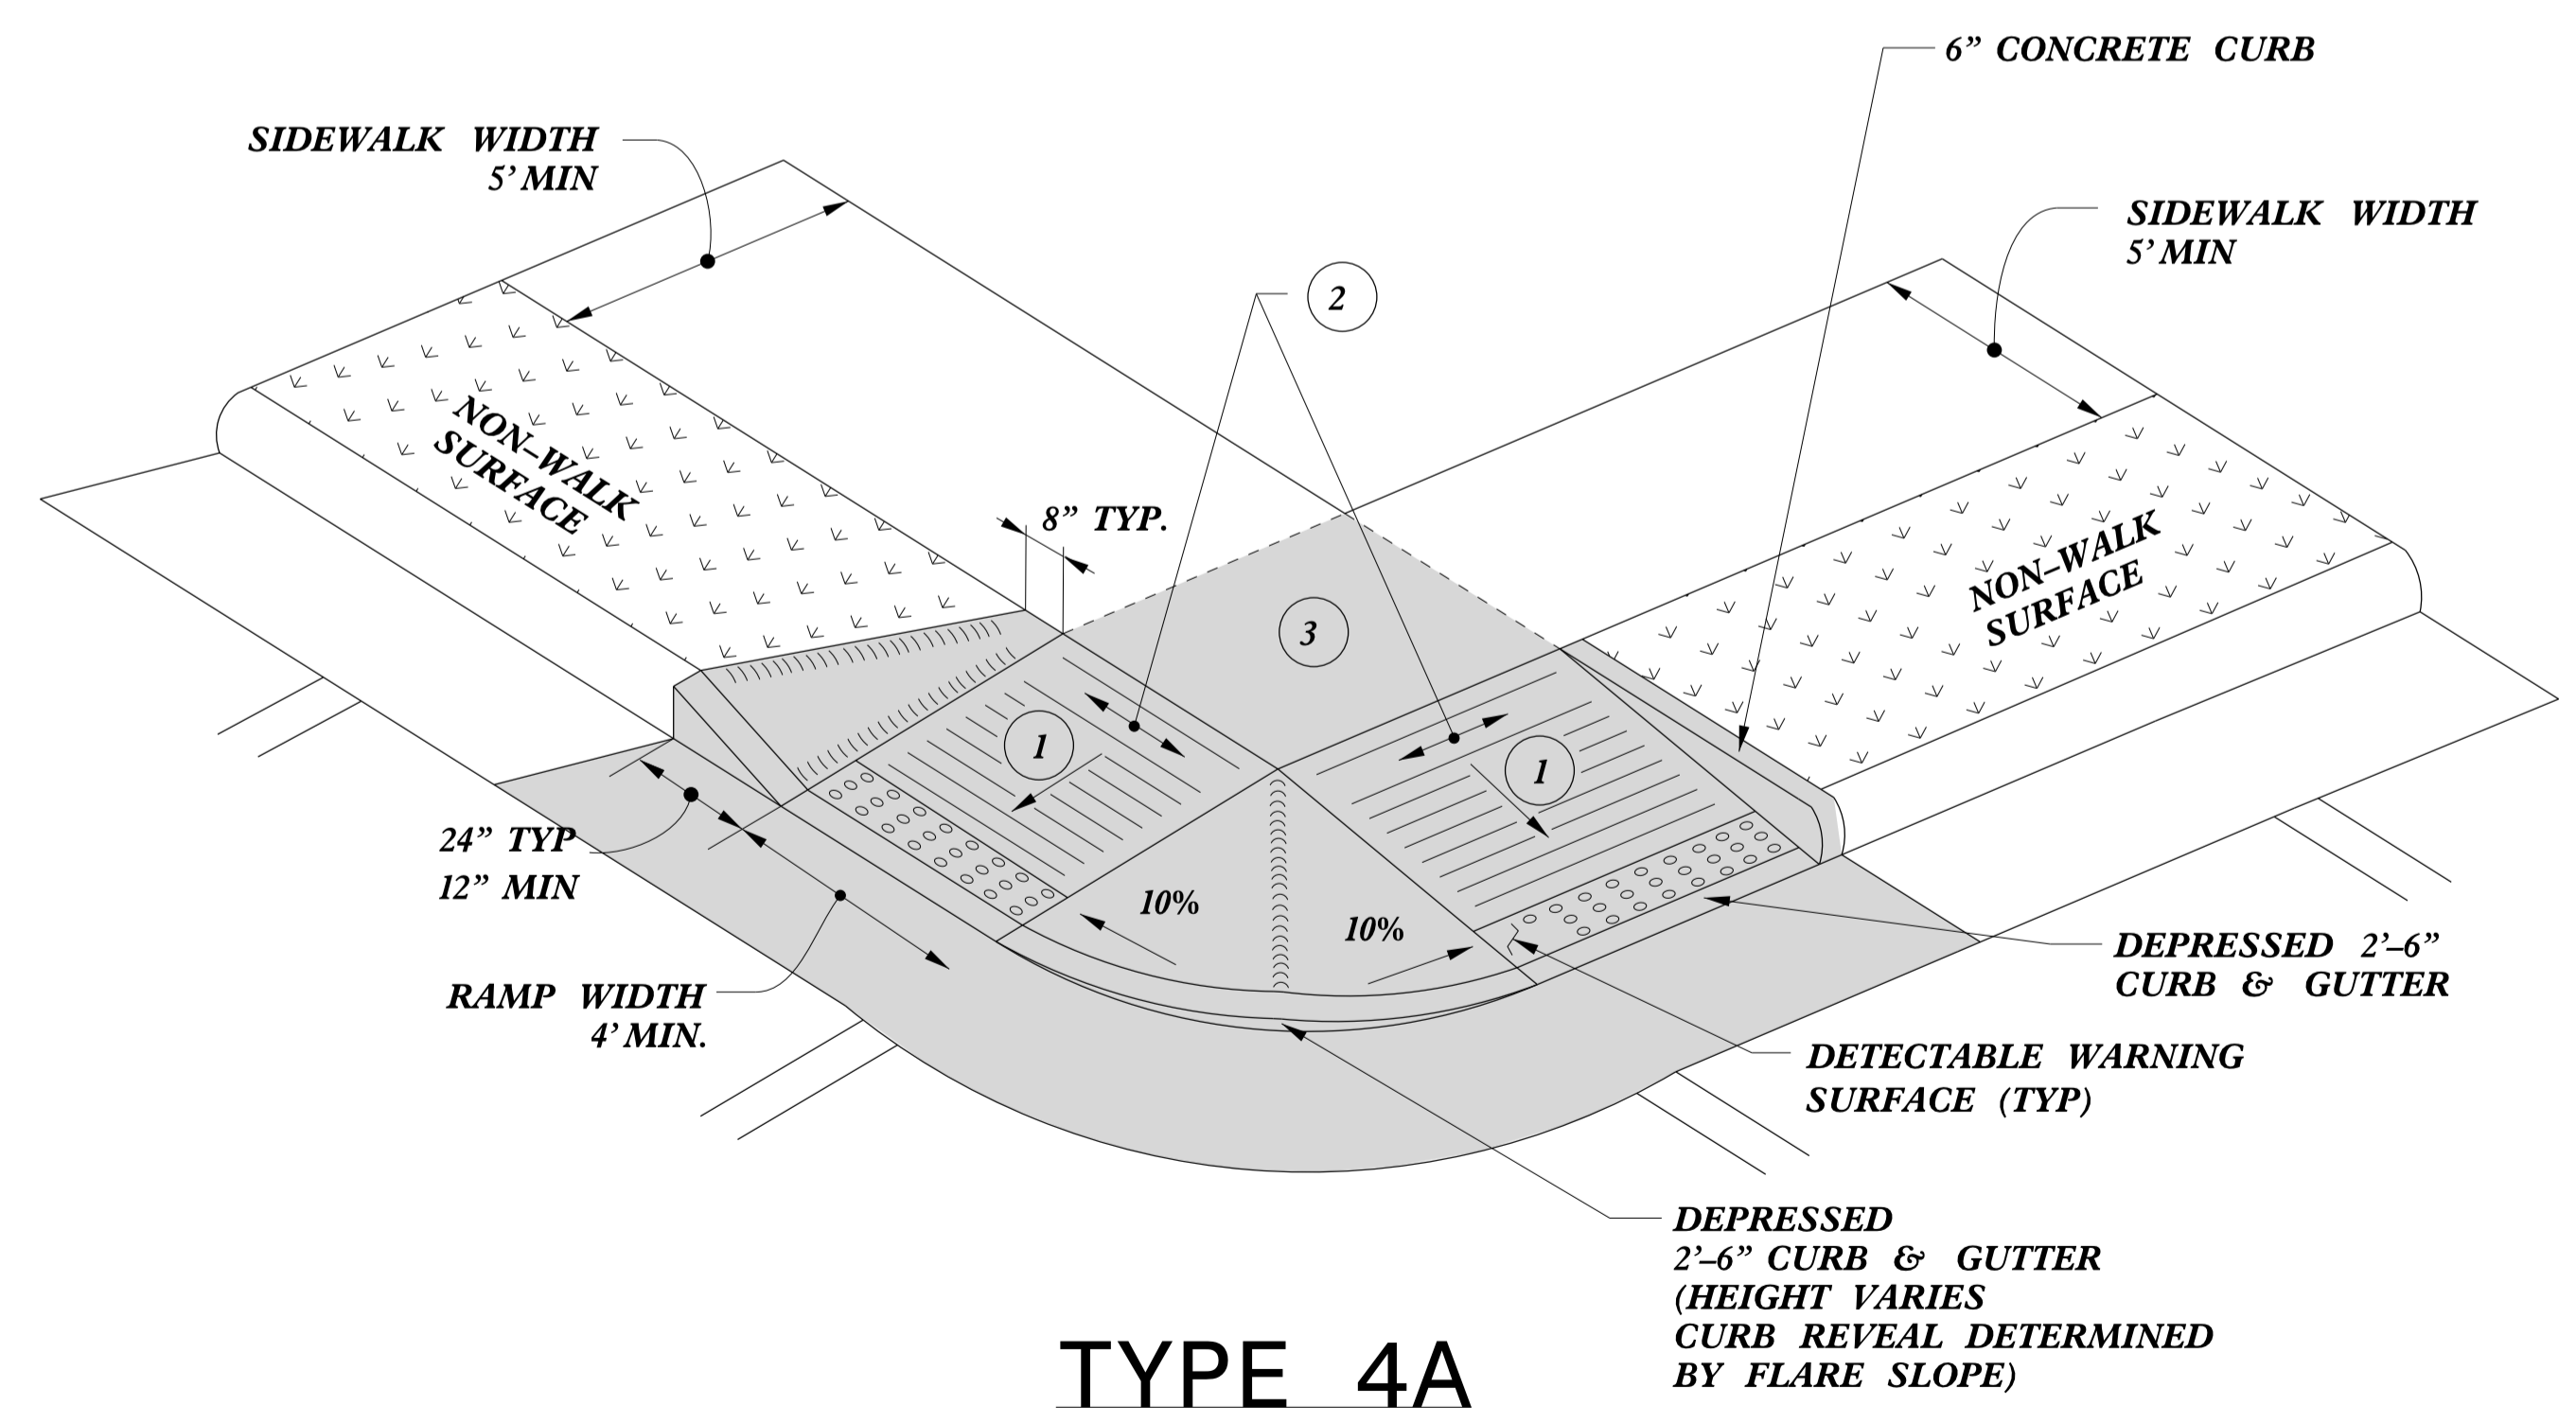 6” CONCRETE CURB
SIDEWALK WIDTH
5’ MIN
SIDEWALK WIDTH
5’ MIN
2
NON–WALK
SURFACE
8” TYP.
NON–WALK
SURFACE
3
1
1
24” TYP
12” MIN
10%
10%
RAMP WIDTH
4’ MIN.
DEPRESSED 2’–6”
CURB & GUTTER
DETECTABLE WARNING
SURFACE (TYP)
DEPRESSED
2’–6” CURB & GUTTER
(HEIGHT VARIES
CURB REVEAL DETERMINED
BY FLARE SLOPE)
TYPE 4A